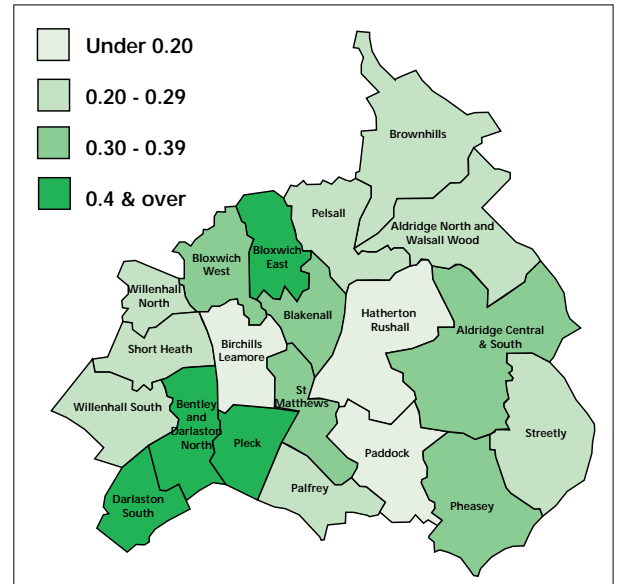 Under 0.20
0.20 - 0.29
0.30 - 0.39
0.4 & over
Brownhills
Pelsall
Aldridge North and
Walsall Wood
Bloxwich
East
Bloxwich
West
Willenhall
North
Blakenall
Hatherton
Rushall
Aldridge Central
& South
Short Heath
Birchills
Leamore
St
Matthews
Willenhall South
Bentley
and
Darlaston
North
Pleck
Streetly
Paddock
Palfrey
Darlaston
South
Pheasey